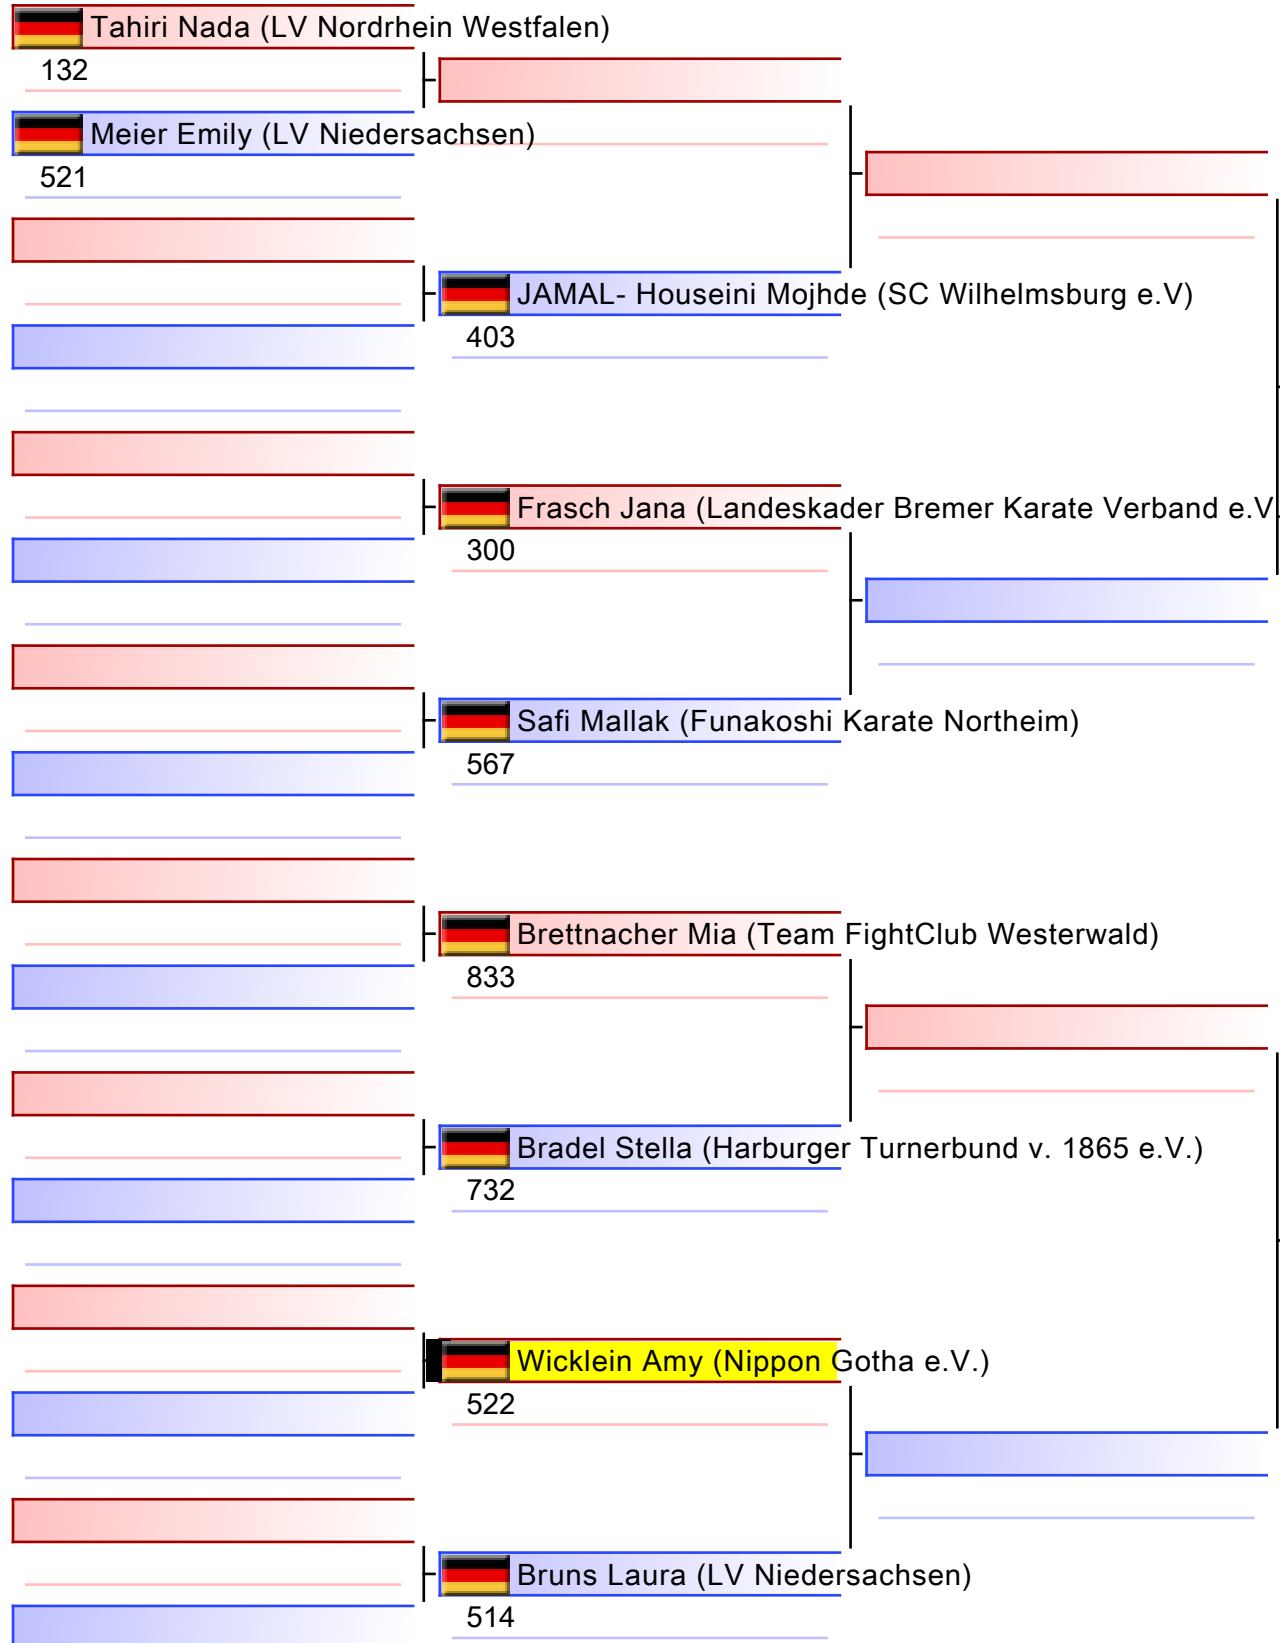 Tahiri Nada (LV Nordrhein Westfalen)
132
Meier Emily (LV Niedersachsen)
521
JAMAL- Houseini Mojhde (SC Wilhelmsburg e.V)
403
Frasch Jana (Landeskader Bremer Karate Verband e.V.
300
Safi Mallak (Funakoshi Karate Northeim)
567
Brettnacher Mia (Team FightClub Westerwald)
833
Bradel Stella (Harburger Turnerbund v. 1865 e.V.)
732
Wicklein Amy (Nippon Gotha e.V.)
522
Bruns Laura (LV Niedersachsen)
514